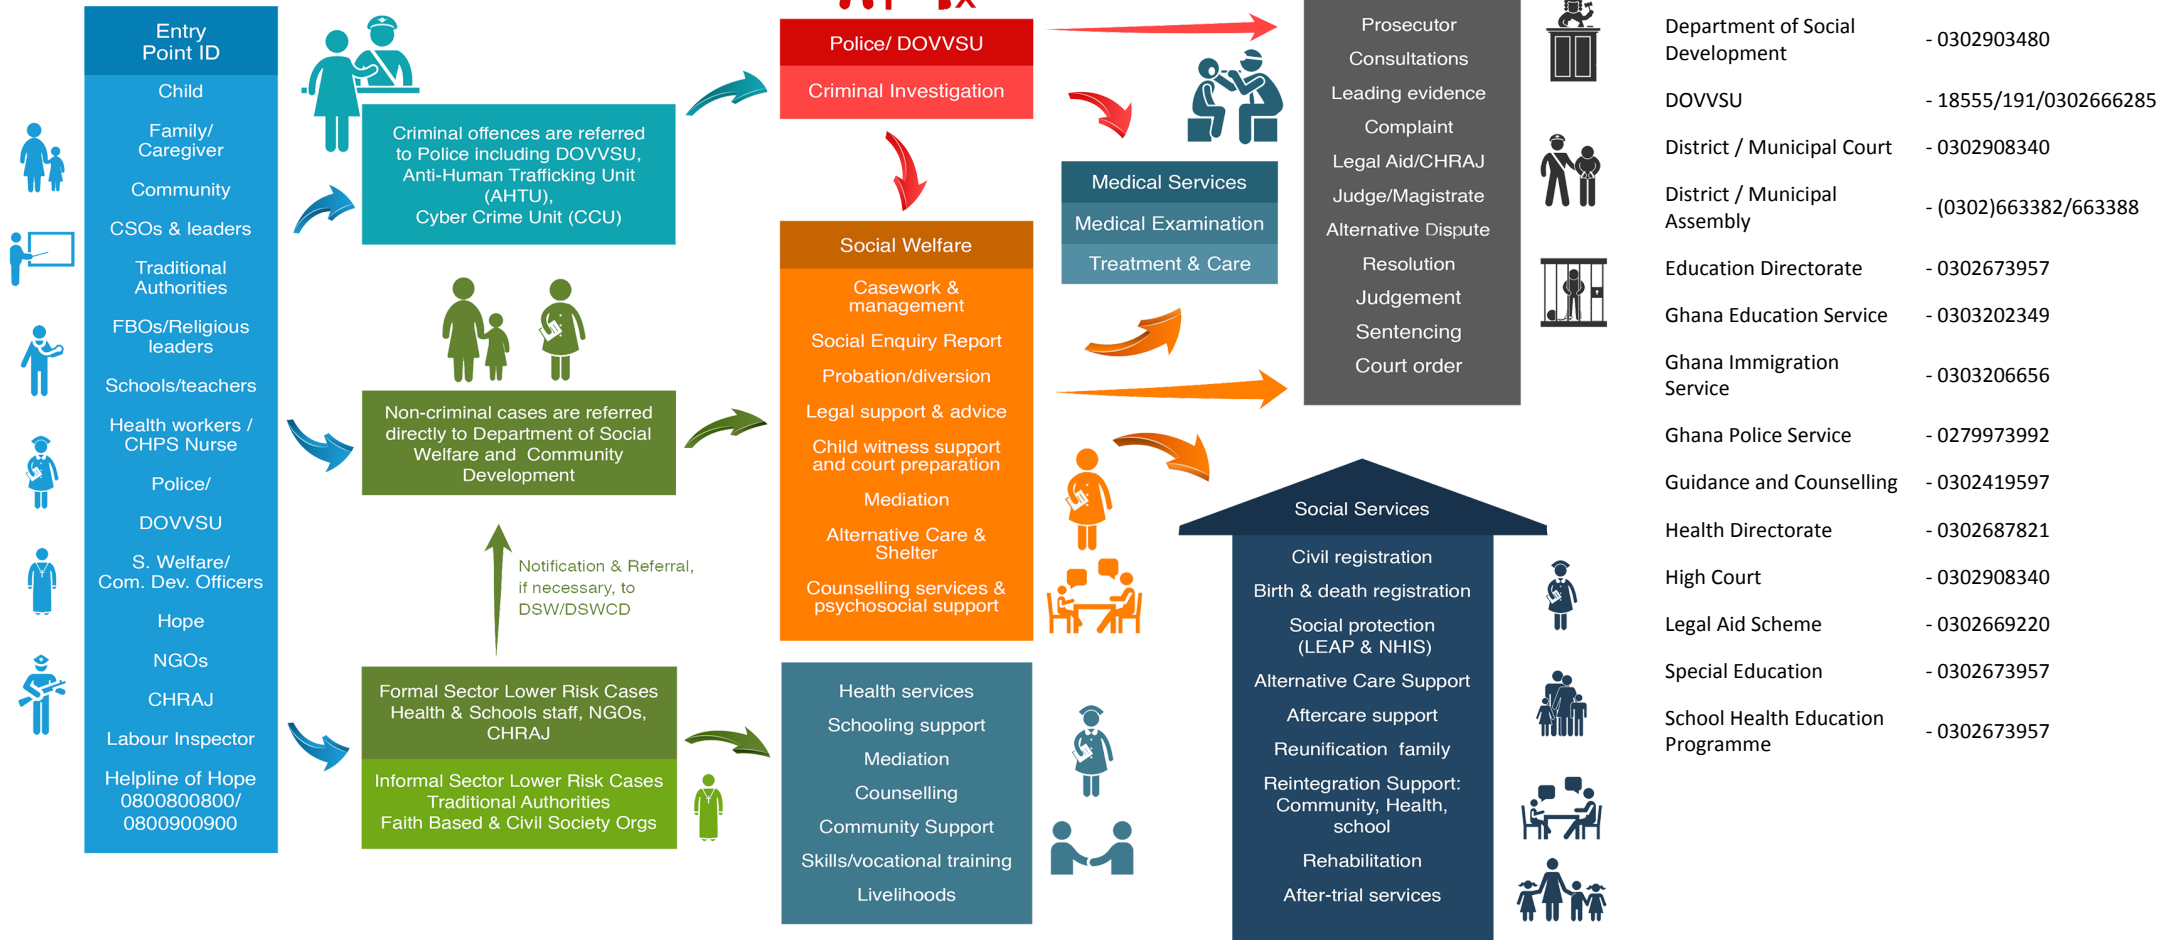 Entry
Point ID
Child
Family/
Caregiver
Community
CSOs & leaders
Traditional
Authorities
FBOs/Religious
leaders
Schools/teachers
Health workers /
CHPS Nurse
Police/
DOVVSU
S. Welfare/
Com. Dev. Officers
Hope
NGOs
CHRAJ
Labour Inspector
Helpline of Hope
0800800800/
0800900900
Criminal offences are referred
to Police including DOVVSU,
Anti-Human Trafficking Unit
(AHTU),
Cyber Crime Unit (CCU)
Non-criminal cases are referred
directly to Department of Social
Welfare and Community
Development
Notification & Referral,
if necessary, to
DSW/DSWCD
Formal Sector Lower Risk Cases
Health & Schools staff, NGOs,
CHRAJ
Informal Sector Lower Risk Cases
Traditional Authorities
Faith Based & Civil Society Orgs
Police/ DOVVSU
Criminal Investigation
Social Welfare
Casework &
management
Social Enquiry Report
Probation/diversion
Legal support & advice
Child witness support
and court preparation
Mediation
Alternative Care &
Shelter
Counselling services &
psychosocial support
Health services
Schooling support
Mediation
Counselling
Community Support
Skills/vocational training
Livelihoods
Medical Services
Medical Examination
Treatment & Care
Prosecutor
Consultations
Leading evidence
Complaint
Legal Aid/CHRAJ
Judge/Magistrate
Alternative Dispute
Resolution
Judgement
Sentencing
Court order
Social Services
Civil registration
Birth & death registration
Social protection
(LEAP & NHIS)
Alternative Care Support
Aftercare support
Reunification family
Reintegration Support:
Community, Health,
school
Rehabilitation
After-trial services
Department of Social
Development - 0302903480
DOVVSU - 18555/191/0302666285
District / Municipal Court - 0302908340
District / Municipal
Assembly - (0302)663382/663388
Education Directorate - 0302673957
Ghana Education Service - 0303202349
Ghana Immigration
Service - 0303206656
Ghana Police Service - 0279973992
Guidance and Counselling - 0302419597
Health Directorate - 0302687821
High Court - 0302908340
Legal Aid Scheme - 0302669220
Special Education - 0302673957
School Health Education
Programme - 0302673957